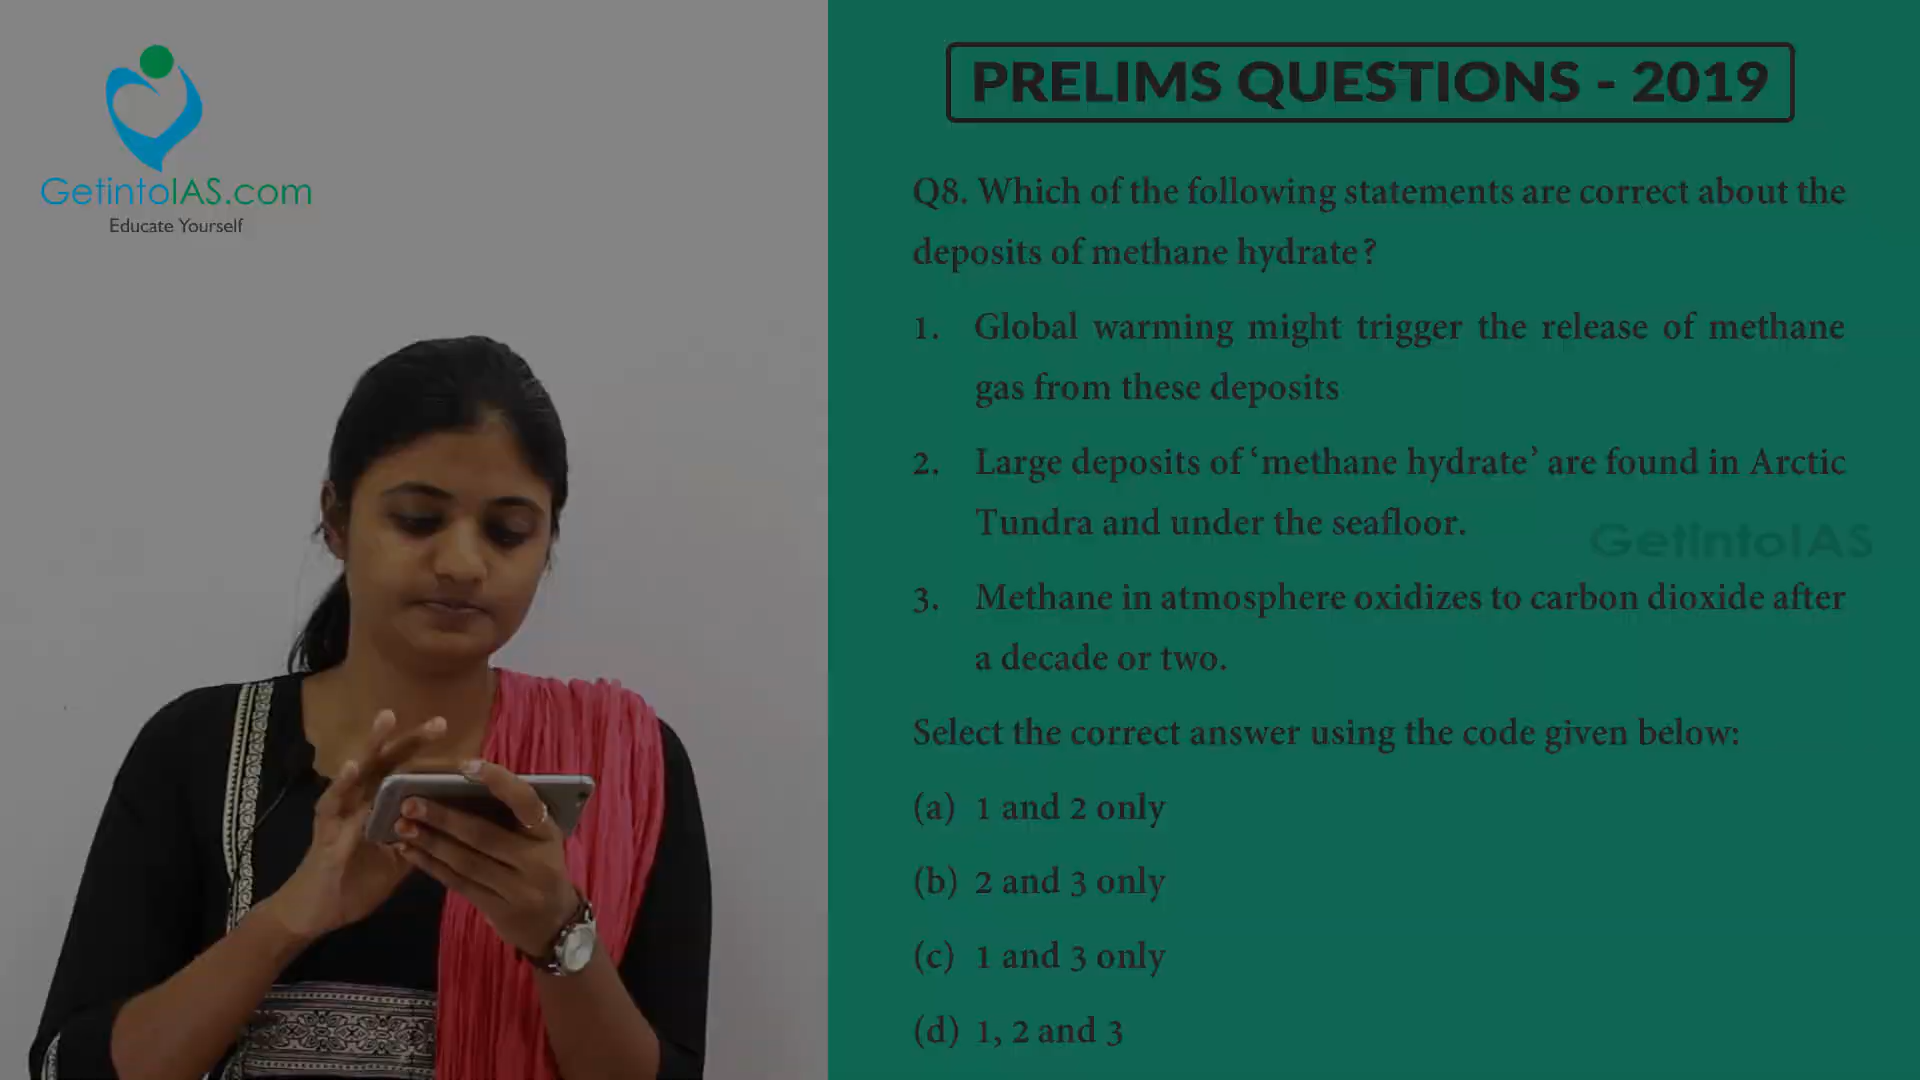 GetintoIAS.com
Educate Yourself
PRELIMS QUESTIONS - 2019
Q8. Which of the following statements are correct about the
deposits of methane hydrate?
1. Global warming might trigger the release of methane
gas from these deposits
2. Large deposits of ‘methane hydrate’ are found in Arctic
Tundra and under the seafloor.
GetIntoIAS
3. Methane in atmosphere oxidizes to carbon dioxide after
a decade or two.
Select the correct answer using the code given below:
(a) 1 and 2 only
(b) 2 and 3 only
(c) 1 and 3 only
(d) 1, 2 and 3